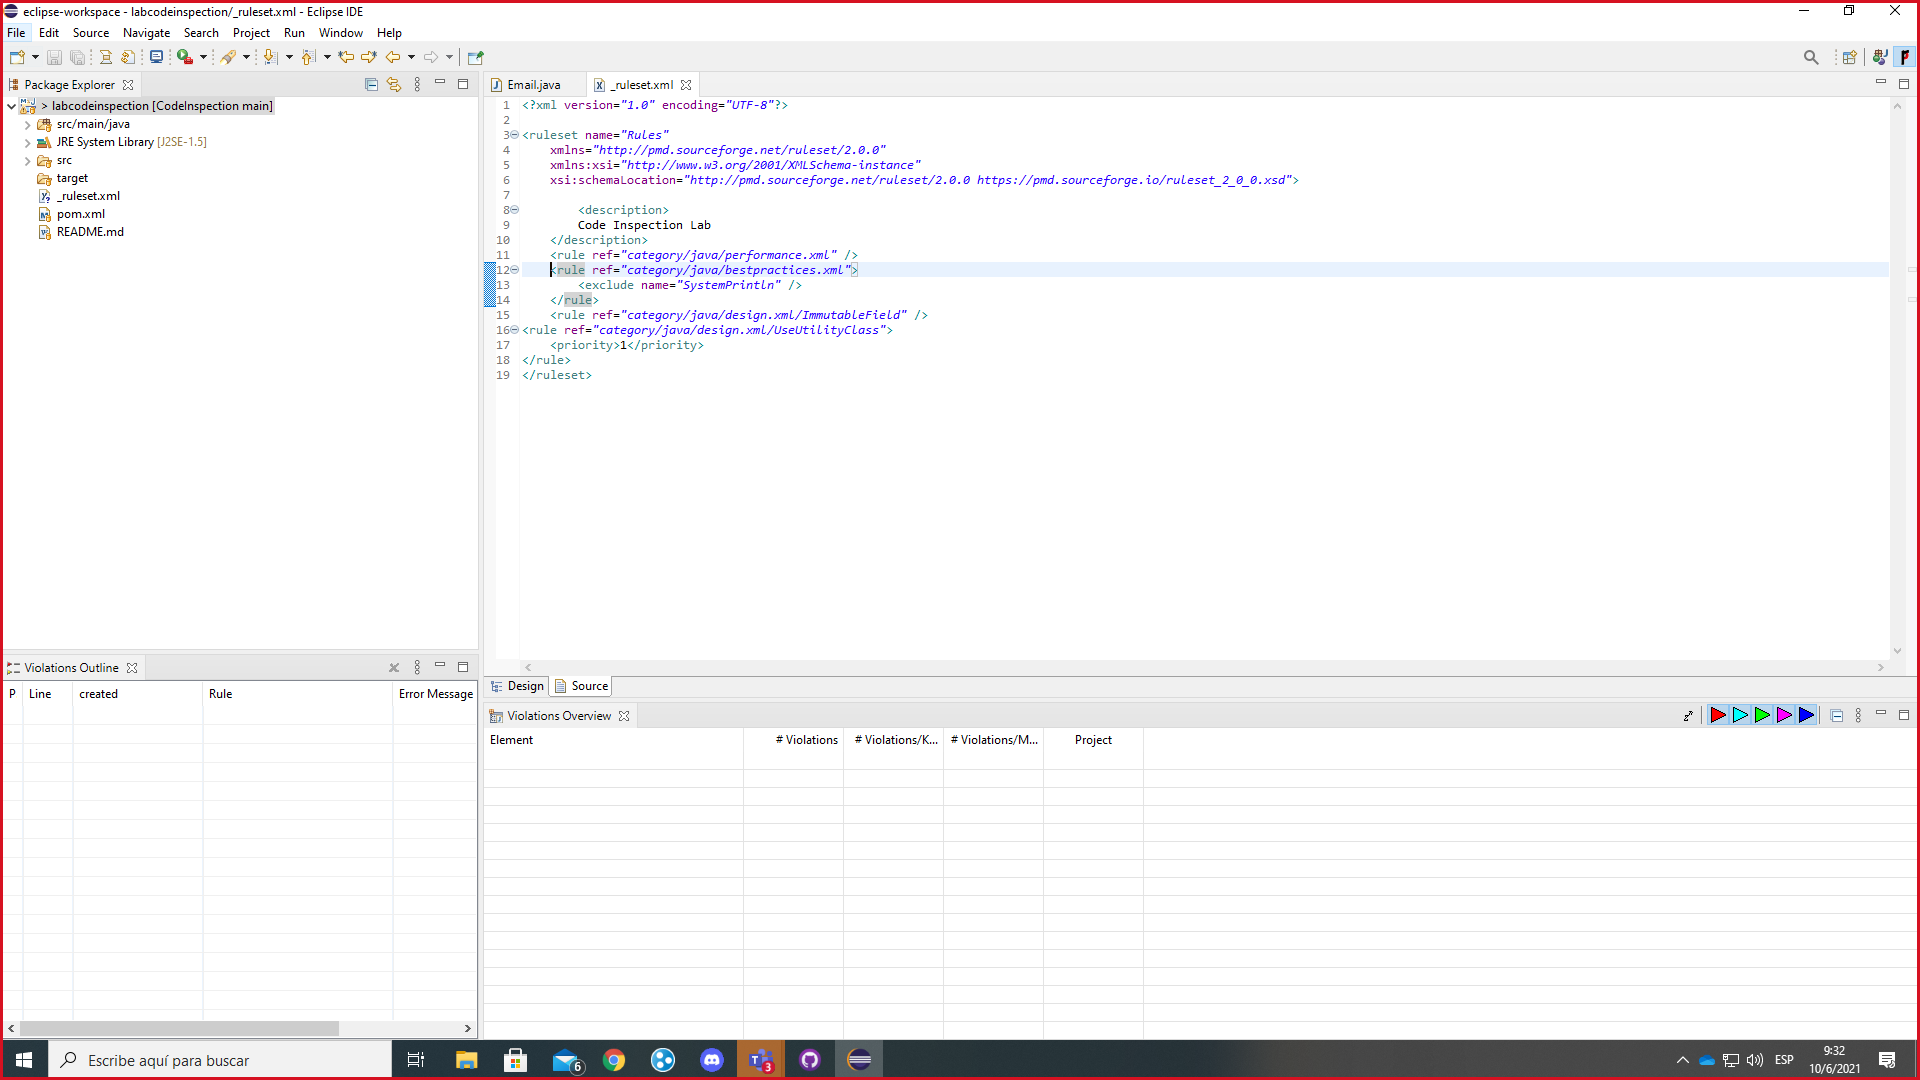 eclipse-workspace - labcodeinspection/_ruleset.xml - Eclipse IDE
File Edit Source Navigate Search Project Run Window Help
Package Explorer
> labcodeinspection [CodeInspection main]
src/main/java
JRE System Library [J2SE-1.5]
src
target
_ruleset.xml
pom.xml
README.md
Email.java
_ruleset.xml
1 <?xml version="1.0" encoding="UTF-8"?>
2
3 <ruleset name="Rules"
4 xmlns="http://pmd.sourceforge.net/ruleset/2.0.0"
5 xmlns:xsi="http://www.w3.org/2001/XMLSchema-instance"
6 xsi:schemaLocation="http://pmd.sourceforge.net/ruleset/2.0.0 https://pmd.sourceforge.io/ruleset_2_0_0.xsd">
7
8 <description>
9 Code Inspection Lab
10 </description>
11 <rule ref="category/java/performance.xml" />
12 <rule ref="category/java/bestpractices.xml">
13 <exclude name="SystemPrintln" />
14 </rule>
15 <rule ref="category/java/design.xml/ImmutableField" />
16 <rule ref="category/java/design.xml/UseUtilityClass">
17 <priority>1</priority>
18 </rule>
19 </ruleset>
Design Source
Violations Outline
P Line created Rule Error Message
Violations Overview
Element # Violations # Violations/K... # Violations/M... Project
Escribe aquí para buscar
6
3
ESP
9:32
10/6/2021